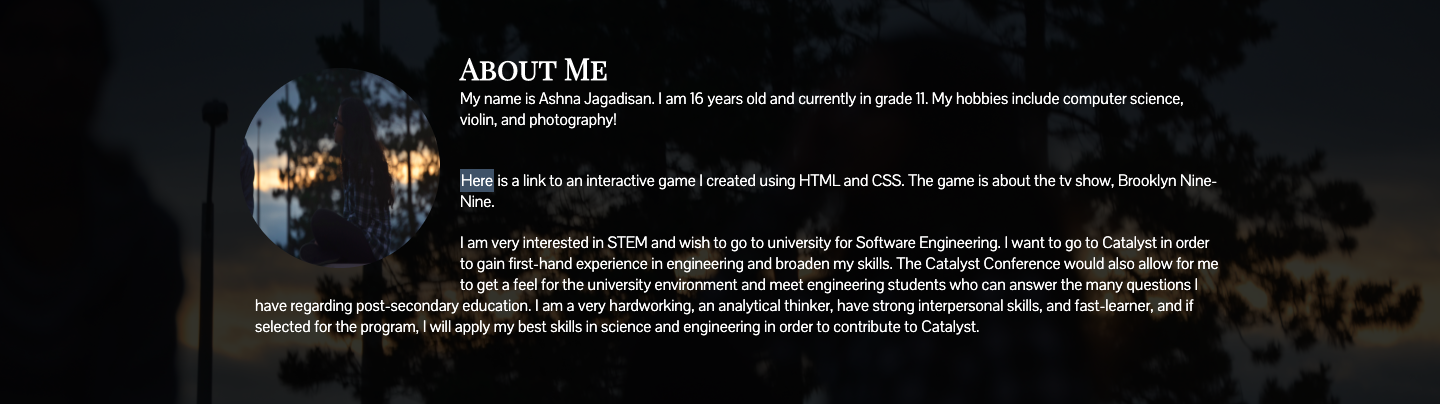 ABOUT ME
My name is Ashna Jagadisan. I am 16 years old and currently in grade 11. My hobbies include computer science,
violin, and photography!
Here is a link to an interactive game I created using HTML and CSS. The game is about the tv show, Brooklyn Nine-
Nine.
I am very interested in STEM and wish to go to university for Software Engineering. I want to go to Catalyst in order
to gain first-hand experience in engineering and broaden my skills. The Catalyst Conference would also allow for me
to get a feel for the university environment and meet engineering students who can answer the many questions I
have regarding post-secondary education. I am a very hardworking, an analytical thinker, have strong interpersonal skills, and fast-learner, and if
selected for the program, I will apply my best skills in science and engineering in order to contribute to Catalyst.